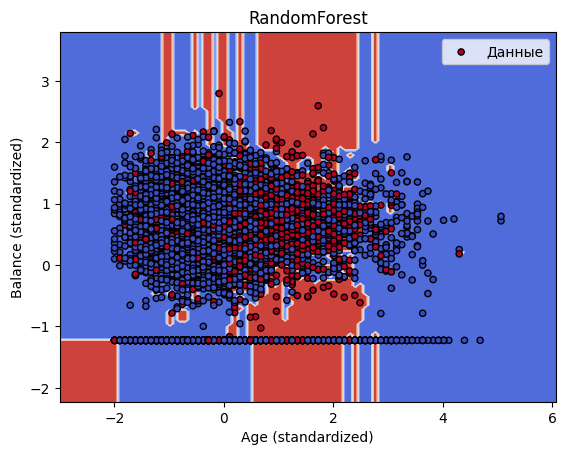 RandomForest
Данные
Balance (standardized)
3
2
1
0
−1
−2
−2
0
2
4
6
Age (standardized)